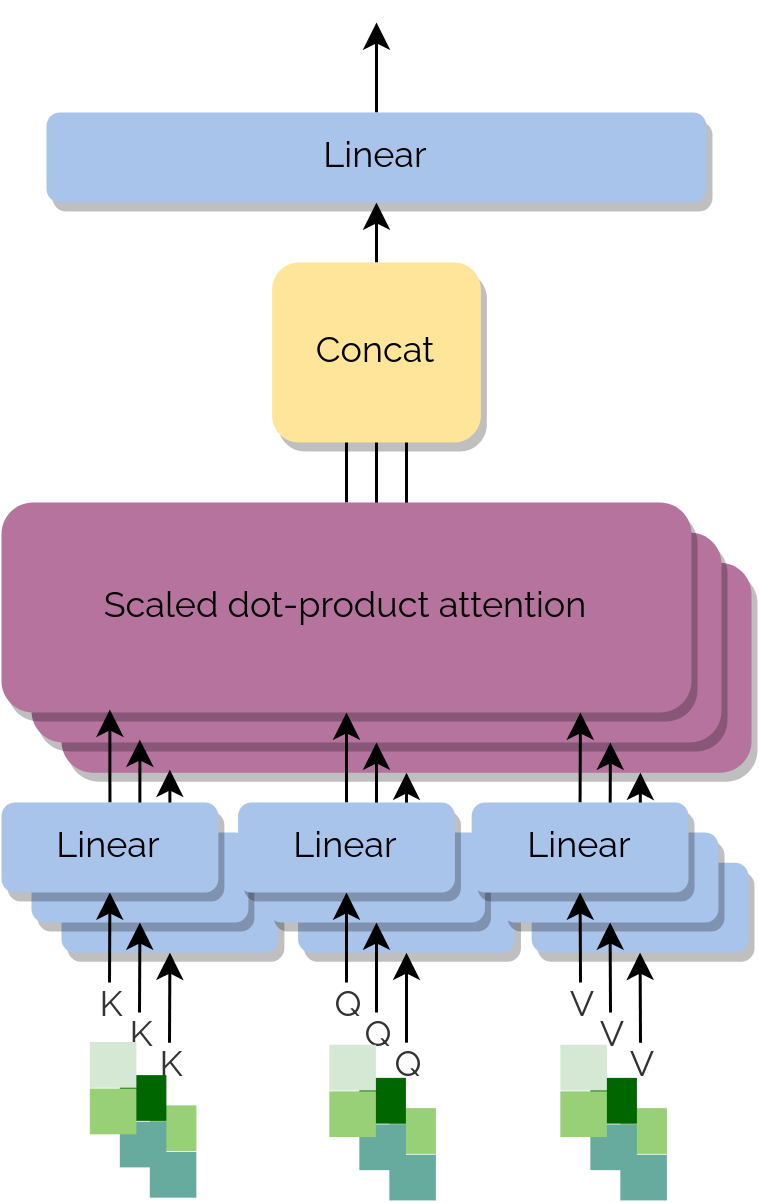 Linear
Concat
Scaled dot-product attention
Linear Linear Linear
K Q V
K Q V
K Q V